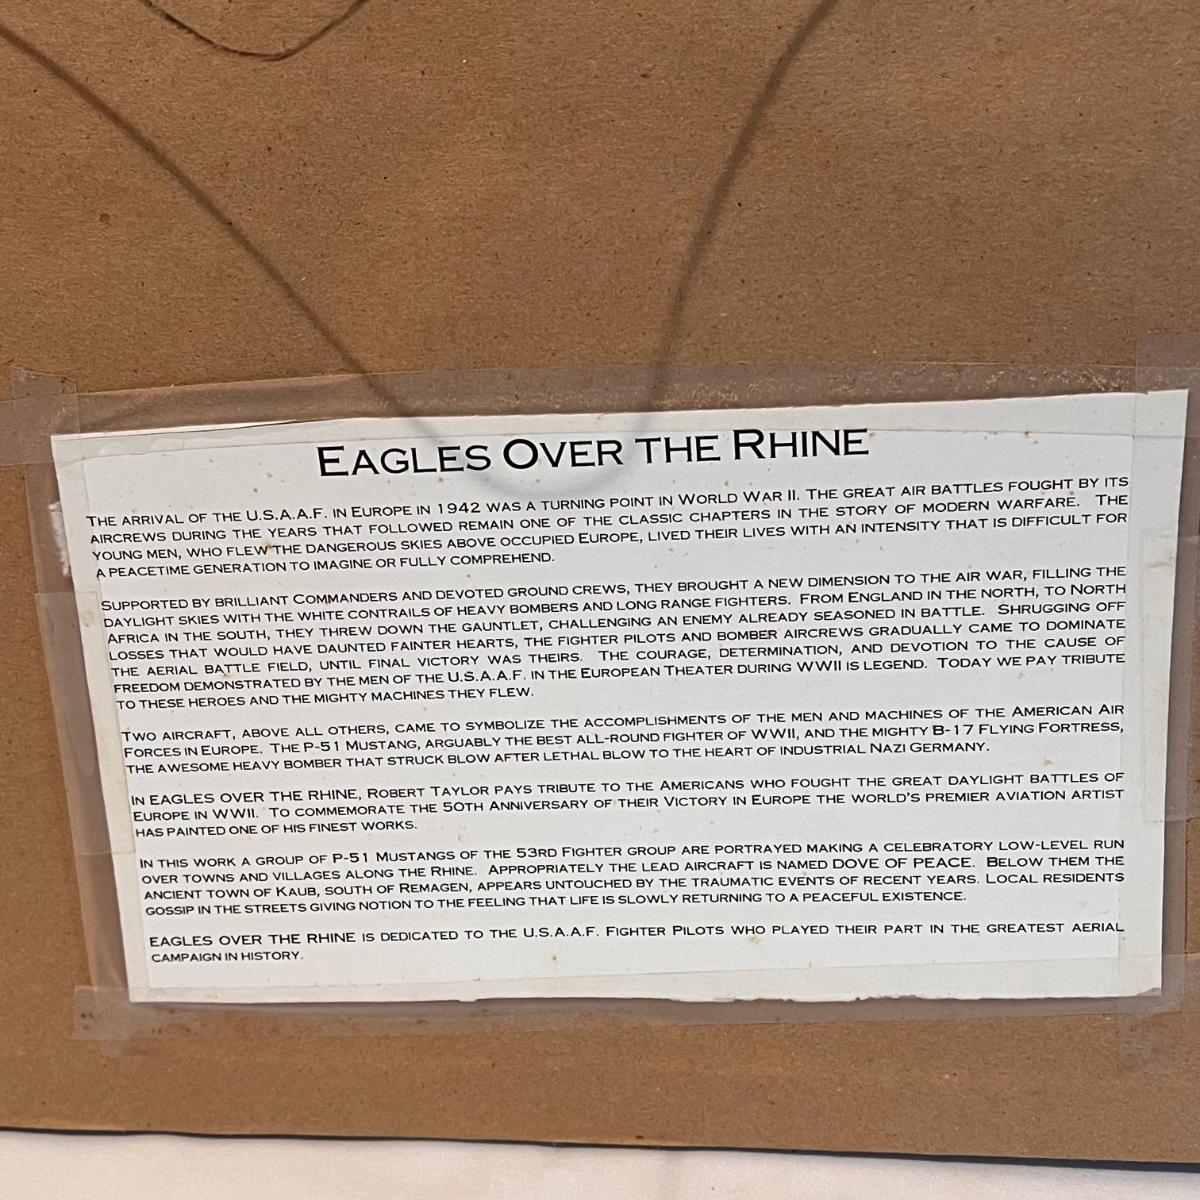 EAGLES OVER THE RHINE
THE ARRIVAL OF THE U.S.A.A.F. IN EUROPE IN 1942 WAS A TURNING POINT IN WORLD WAR II. THE GREAT AIR BATTLES FOUGHT BY ITS
AIRCREWS DURING THE YEARS THAT FOLLOWED REMAIN ONE OF THE CLASSIC CHAPTERS IN THE STORY OF MODERN WARFARE. THE
YOUNG MEN, WHO FLEW THE DANGEROUS SKIES ABOVE OCCUPIED EUROPE, LIVED THEIR LIVES WITH AN INTENSITY THAT IS DIFFICULT FOR
A PEACETIME GENERATION TO IMAGINE OR FULLY COMPREHEND.
SUPPORTED BY BRILLIANT COMMANDERS AND DEVOTED GROUND CREWS, THEY BROUGHT A NEW DIMENSION TO THE AIR WAR, FILLING THE
DAYLIGHT SKIES WITH THE WHITE CONTRAILS OF HEAVY BOMBERS AND LONG RANGE FIGHTERS. FROM ENGLAND IN THE NORTH, TO NORTH
AFRICA IN THE SOUTH, THEY THREW DOWN THE GAUNTLET, CHALLENGING AN ENEMY ALREADY SEASONED IN BATTLE. SHRUGGING OFF
LOSSES THAT WOULD HAVE DAUNTED FAINTER HEARTS, THE FIGHTER PILOTS AND BOMBER AIRCREWS GRADUALLY CAME TO DOMINATE
THE AERIAL BATTLE FIELD, UNTIL FINAL VICTORY WAS THEIRS. THE COURAGE, DETERMINATION, AND DEVOTION TO THE CAUSE OF
FREEDOM DEMONSTRATED BY THE MEN OF THE U.S.A.A.F. IN THE EUROPEAN THEATER DURING WWII IS LEGEND. TODAY WE PAY TRIBUTE
TO THESE HEROES AND THE MIGHTY MACHINES THEY FLEW.
TWO AIRCRAFT, ABOVE ALL OTHERS, CAME TO SYMBOLIZE THE ACCOMPLISHMENTS OF THE MEN AND MACHINES OF THE AMERICAN AIR
FORCES IN EUROPE. THE P-51 MUSTANG, ARGUABLY THE BEST ALL-ROUND FIGHTER OF WWII, AND THE MIGHTY B-17 FLYING FORTRESS,
THE AWESOME HEAVY BOMBER THAT STRUCK BLOW AFTER LETHAL BLOW TO THE HEART OF INDUSTRIAL NAZI GERMANY.
IN EAGLES OVER THE RHINE, ROBERT TAYLOR PAYS TRIBUTE TO THE AMERICANS WHO FOUGHT THE GREAT DAYLIGHT BATTLES OF
EUROPE IN WWII. TO COMMEMORATE THE 50TH ANNIVERSARY OF THEIR VICTORY IN EUROPE THE WORLD'S PREMIER AVIATION ARTIST
HAS PAINTED ONE OF HIS FINEST WORKS.
IN THIS WORK A GROUP OF P-51 MUSTANGS OF THE 53RD FIGHTER GROUP ARE PORTRAYED MAKING A CELEBRATORY LOW-LEVEL RUN
OVER TOWNS AND VILLAGES ALONG THE RHINE. APPROPRIATELY THE LEAD AIRCRAFT IS NAMED DOVE OF PEACE. BELOW THEM THE
ANCIENT TOWN OF KAUB, SOUTH OF REMAGEN, APPEARS UNTOUCHED BY THE TRAUMATIC EVENTS OF RECENT YEARS. LOCAL RESIDENTS
GOSSIP IN THE STREETS GIVING NOTION TO THE FEELING THAT LIFE IS SLOWLY RETURNING TO A PEACEFUL EXISTENCE.
EAGLES OVER THE RHINE IS DEDICATED TO THE U.S.A.A.F. FIGHTER PILOTS WHO PLAYED THEIR PART IN THE GREATEST AERIAL
CAMPAIGN IN HISTORY.